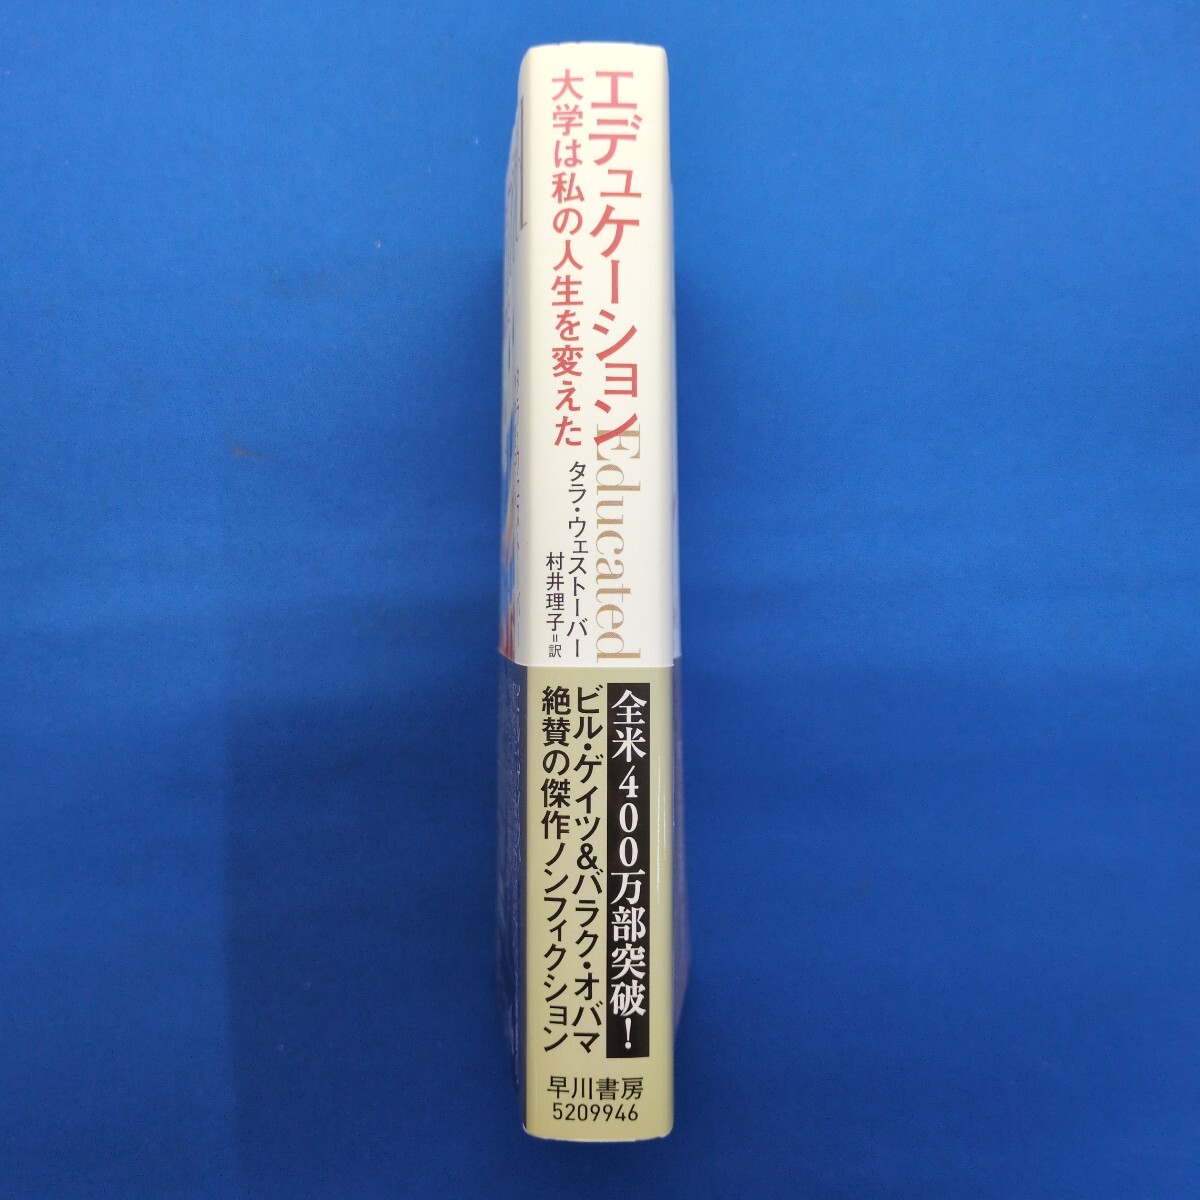 エデュケーション
大学は私の人生を変えた
Educated
タラ・ウェストーバー
村井理子=訳
全米400万部突破!
ビル・ゲイツ&バラク・オバマ
絶賛の傑作ノンフィクション
早川書房
5209946